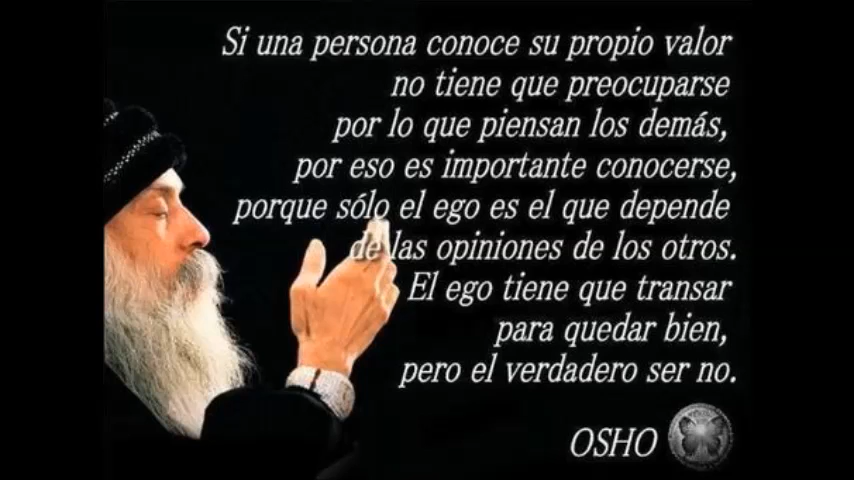 Si una persona conoce su propio valor
no tiene que preocuparse
por lo que piensan los demás,
por eso es importante conocerse,
porque sólo el ego es el que depende
de las opiniones de los otros.
El ego tiene que transar
para quedar bien,
pero el verdadero ser no.
OSHO